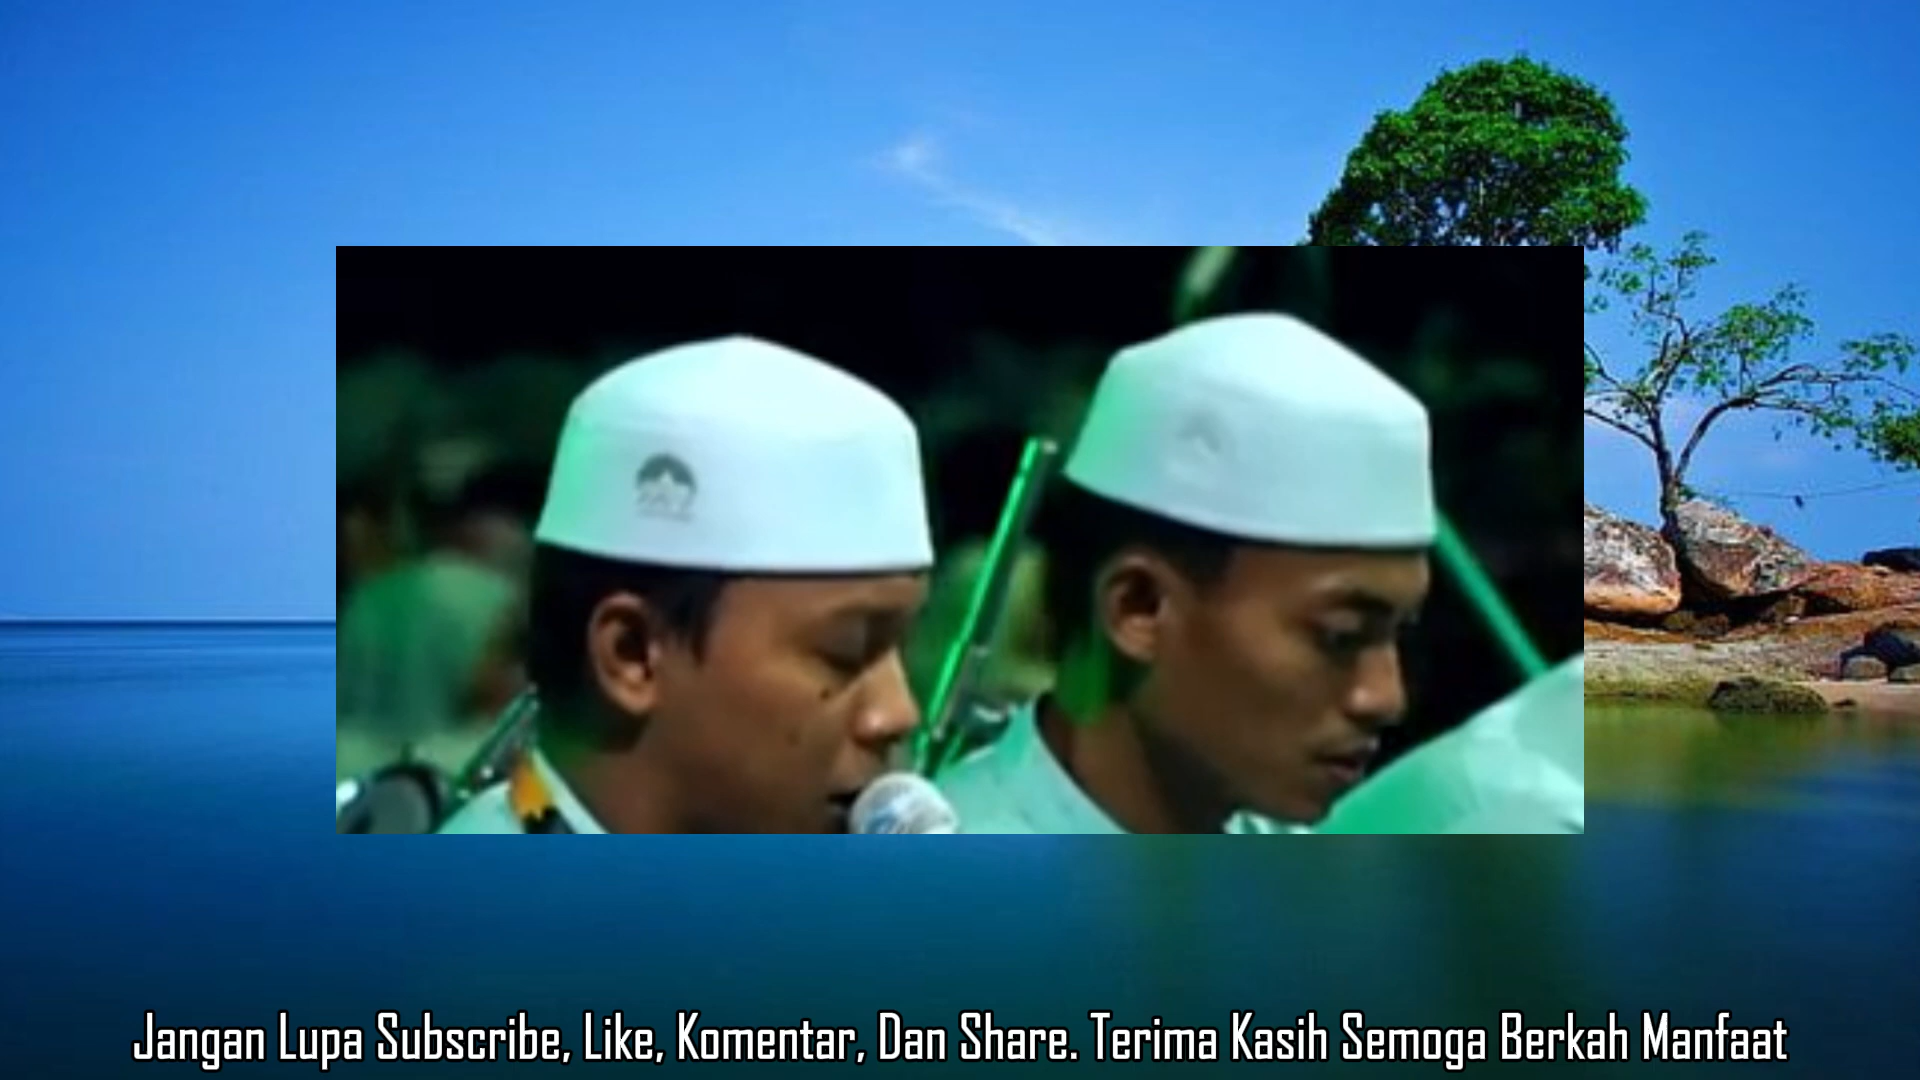 Jangan Lupa Subscribe, Like, Komentar, Dan Share. Terima Kasih Semoga Berkah Manfaat